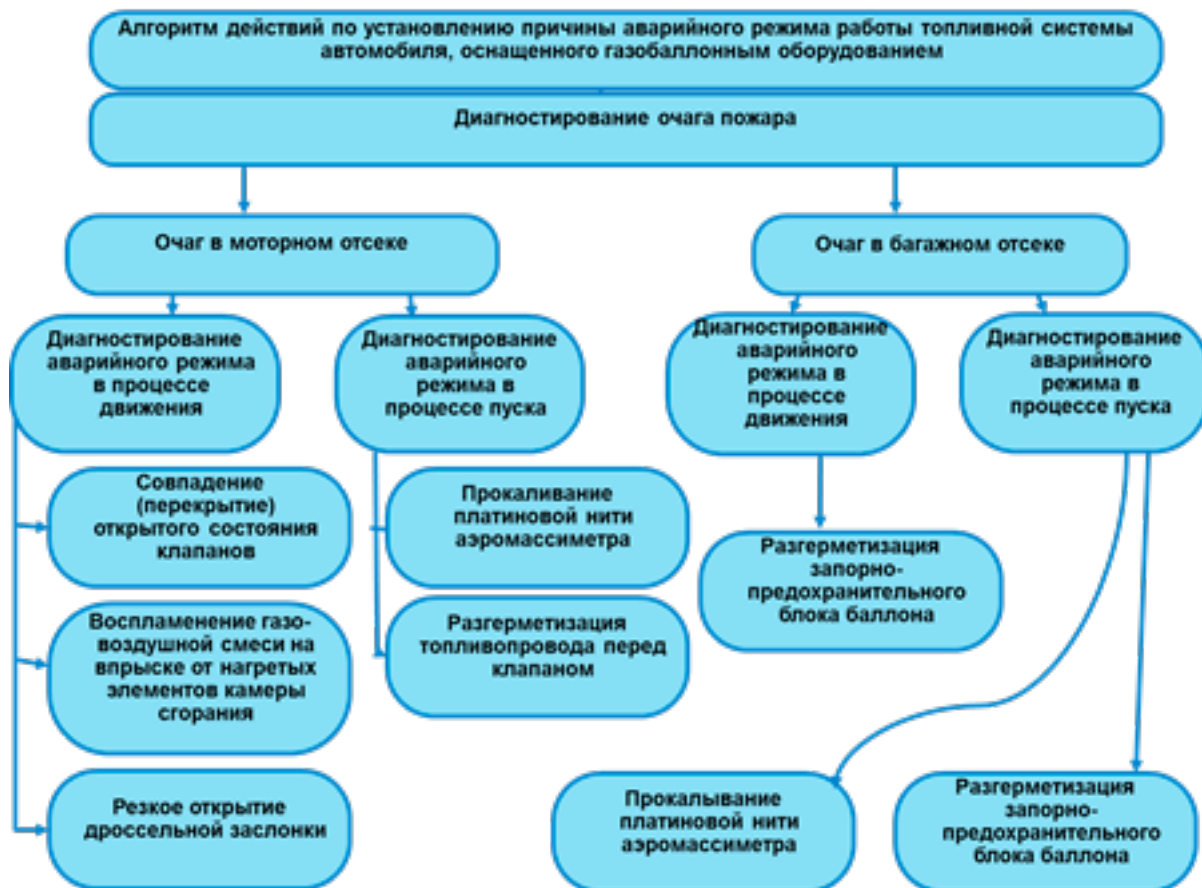 Алгоритм действий по установлению причины аварийного режима работы топливной системы
автомобиля, оснащенного газобаллонным оборудованием
Диагностирование очага пожара
Очаг в моторном отсеке
Очаг в багажном отсеке
Диагностирование
аварийного режима
в процессе
движения
Диагностирование
аварийного
режима в
процессе пуска
Диагностирование
аварийного
режима в
процессе
движения
Диагностирование
аварийного
режима в
процессе пуска
Совпадение
(перекрытие)
открытого состояния
клапанов
Прокаливание
платиновой нити
аэромассиметра
Разгерметизация
запорно-
предохранительного
блока баллона
Воспламенение газо-
воздушной смеси на
впрыске от нагретых
элементов камеры
сгорания
Разгерметизация
топливопровода перед
клапаном
Резкое открытие
дроссельной заслонки
Прокалывание
платиновой нити
аэромассиметра
Разгерметизация
запорно-
предохранительного
блока баллона